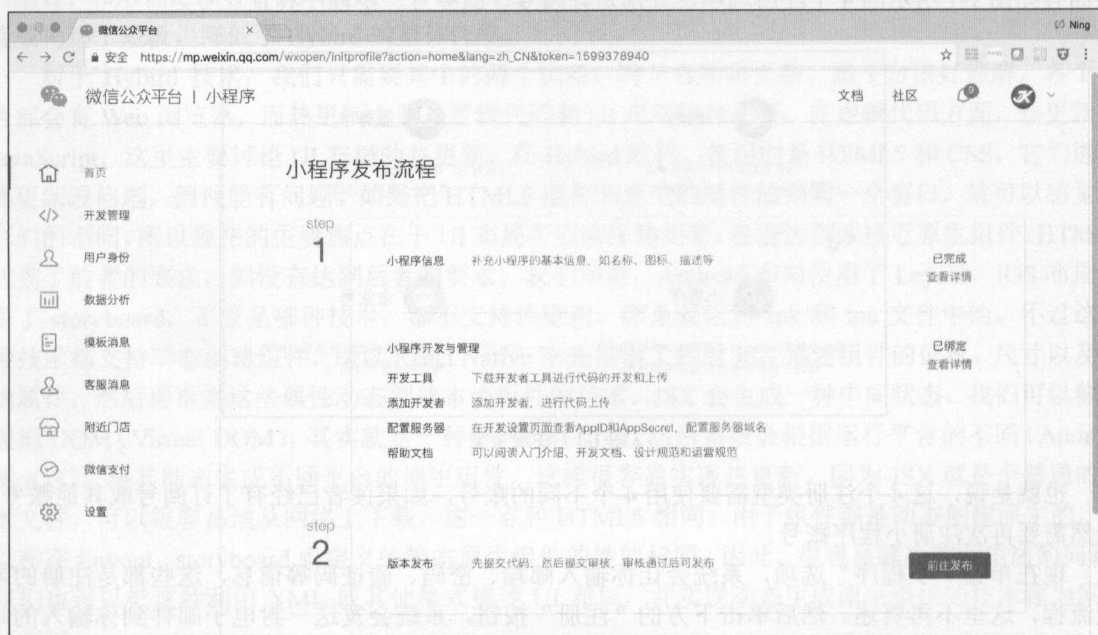 微信公众平台 ×
Ning
安全 https://mp.weixin.qq.com/wxopen/initprofile?action=home&lang=zh_CN&token=1599378940
微信公众平台 | 小程序
文档 社区 9
首页
开发管理
用户身份
数据分析
模板消息
客服消息
附近门店
微信支付
设置
小程序发布流程
step
1
小程序信息 补充小程序的基本信息，如名称、图标、描述等
已完成
查看详情
小程序开发与管理
已绑定
查看详情
开发工具 下载开发者工具进行代码的开发和上传
添加开发者 添加开发者、进行代码上传
配置服务器 在开发设置页面查看AppID和AppSecret，配置服务器域名
帮助文档 可以阅读入门介绍、开发文档、设计规范和运营规范
step
2
版本发布 先提交代码，然后提交审核，审核通过后可发布
前往发布